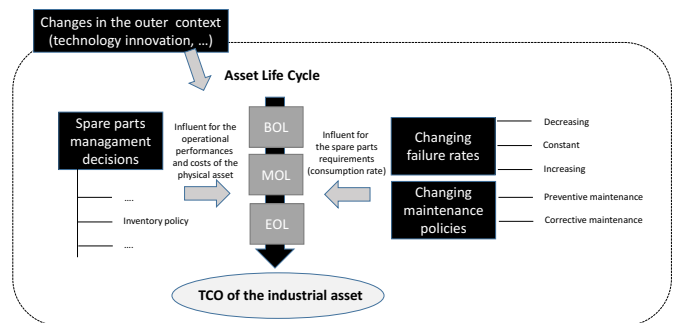 Changes in the outer context
(technology innovation, ...)
Asset Life Cycle
Spare parts
managament
decisions
....
Inventory policy
....
Influent for the
operational
performances
and costs of the
physical asset
BOL
MOL
EOL
Influent for
the spare parts
requirements
(consumption rate)
Changing
failure rates
Decreasing
Constant
Increasing
Changing
maintenance
policies
Preventive maintenance
Corrective maintenance
TCO of the industrial asset